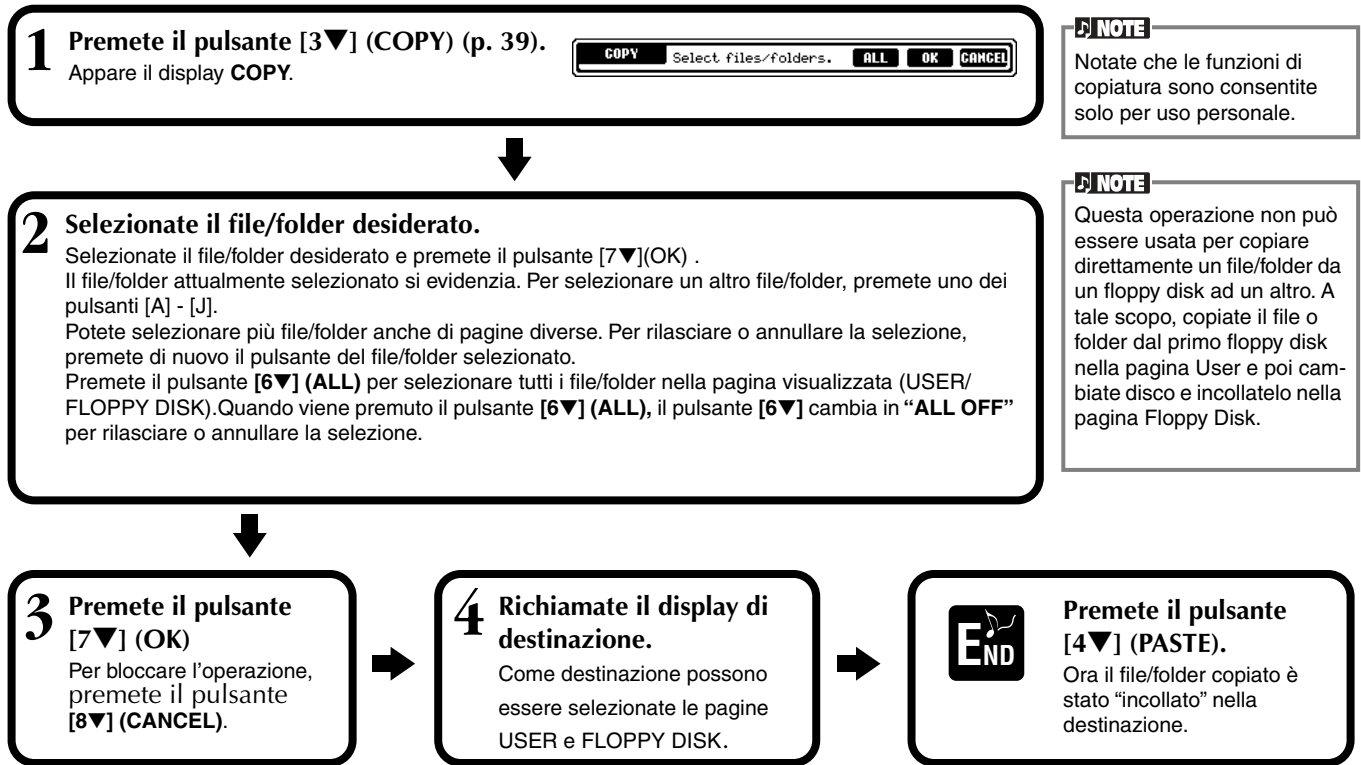 1 Premete il pulsante [3▼] (COPY) (p. 39).
Appare il display COPY.
COPY Select files/folders. ALL OK CANCEL
NOTE
Notate che le funzioni di
copiatura sono consentite
solo per uso personale.
2 Selezionate il file/folder desiderato.
Selezionate il file/folder desiderato e premete il pulsante [7▼](OK) .
Il file/folder attualmente selezionato si evidenzia. Per selezionare un altro file/folder, premete uno dei
pulsanti [A] - [J].
Potete selezionare più file/folder anche di pagine diverse. Per rilasciare o annullare la selezione,
premete di nuovo il pulsante del file/folder selezionato.
Premete il pulsante [6▼] (ALL) per selezionare tutti i file/folder nella pagina visualizzata (USER/
FLOPPY DISK).Quando viene premuto il pulsante [6▼] (ALL), il pulsante [6▼] cambia in “ALL OFF”
per rilasciare o annullare la selezione.
NOTE
Questa operazione non può
essere usata per copiare
direttamente un file/folder da
un floppy disk ad un altro. A
tale scopo, copiate il file o
folder dal primo floppy disk
nella pagina User e poi cam-
biate disco e incollatelo nella
pagina Floppy Disk.
3 Premete il pulsante
[7▼] (OK)
Per bloccare l'operazione,
premete il pulsante
[8▼] (CANCEL).
4 Richiamate il display di
destinazione.
Come destinazione possono
essere selezionate le pagine
USER e FLOPPY DISK.
END
Premete il pulsante
[4▼] (PASTE).
Ora il file/folder copiato è
stato “incollato” nella
destinazione.